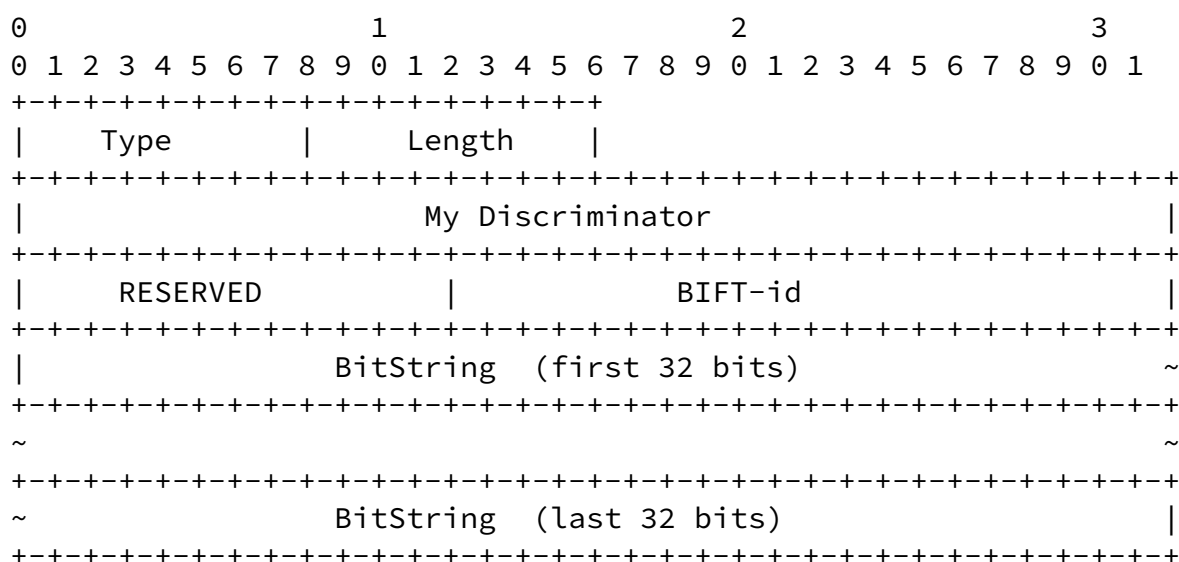 0                   1                   2                   3
0 1 2 3 4 5 6 7 8 9 0 1 2 3 4 5 6 7 8 9 0 1 2 3 4 5 6 7 8 9 0 1
+-+-+-+-+-+-+-+-+-+-+-+-+-+-+-+-+
|    Type       |     Length    |
+-+-+-+-+-+-+-+-+-+-+-+-+-+-+-+-+-+-+-+-+-+-+-+-+-+-+-+-+-+-+-+-+
|                      My Discriminator                         |
+-+-+-+-+-+-+-+-+-+-+-+-+-+-+-+-+-+-+-+-+-+-+-+-+-+-+-+-+-+-+-+-+
|     RESERVED          |            BIFT-id                    |
+-+-+-+-+-+-+-+-+-+-+-+-+-+-+-+-+-+-+-+-+-+-+-+-+-+-+-+-+-+-+-+-+
|                 BitString  (first 32 bits)                    ~
+-+-+-+-+-+-+-+-+-+-+-+-+-+-+-+-+-+-+-+-+-+-+-+-+-+-+-+-+-+-+-+-+
~                                                               ~
+-+-+-+-+-+-+-+-+-+-+-+-+-+-+-+-+-+-+-+-+-+-+-+-+-+-+-+-+-+-+-+-+
~                 BitString  (last 32 bits)                     |
+-+-+-+-+-+-+-+-+-+-+-+-+-+-+-+-+-+-+-+-+-+-+-+-+-+-+-+-+-+-+-+-+